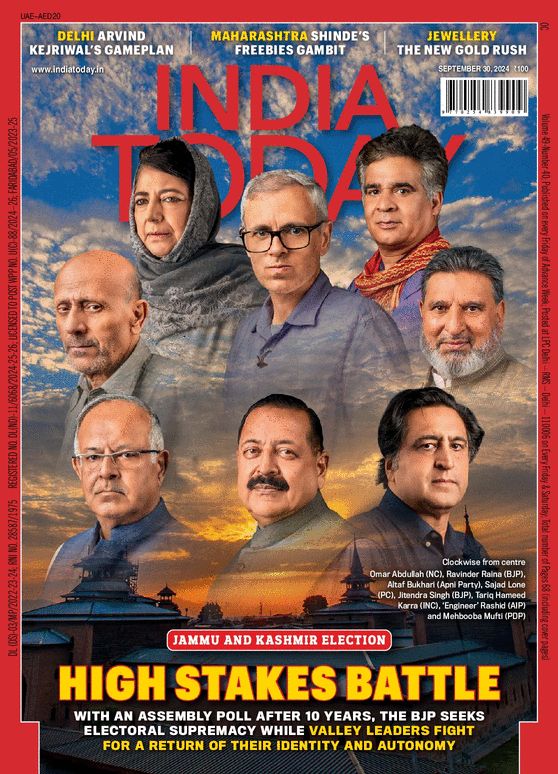 UAE-AED20
DELHI ARVIND
KEJRIWAL'S GAMEPLAN
MAHARASHTRA SHINDE'S
FREEBIES GAMBIT
JEWELLERY
THE NEW GOLD RUSH
www.indiatoday.in
SEPTEMBER 30, 2024 ₹100
INDIA
TODAY
Clockwise from centre
Omar Abdullah (NC), Ravinder Raina (BJP),
Altaf Bukhari (Apni Party), Sajad Lone
(PC), Jitendra Singh (BJP), Tariq Hameed
Karra (INC), 'Engineer' Rashid (AIP)
and Mehbooba Mufti (PDP)
JAMMU AND KASHMIR ELECTION
HIGH STAKES BATTLE
WITH AN ASSEMBLY POLL AFTER 10 YEARS, THE BJP SEEKS
ELECTORAL SUPREMACY WHILE VALLEY LEADERS FIGHT
FOR A RETURN OF THEIR IDENTITY AND AUTONOMY